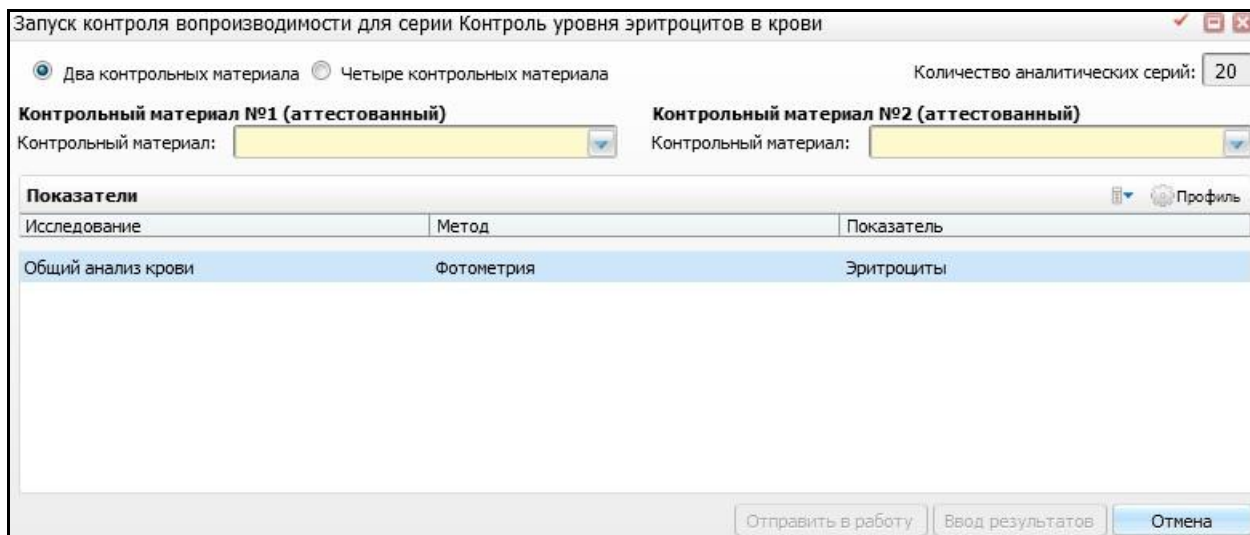 Запуск контроля вопроизводимости для серии Контроль уровня эритроцитов в крови
Два контрольных материала Четыре контрольных материала Количество аналитических серий: 20
Контрольный материал №1 (аттестованный) Контрольный материал №2 (аттестованный)
Контрольный материал: Контрольный материал:
Показатели Профиль
Исследование Метод Показатель
Общий анализ крови Фотометрия Эритроциты
Отправить в работу Ввод результатов Отмена